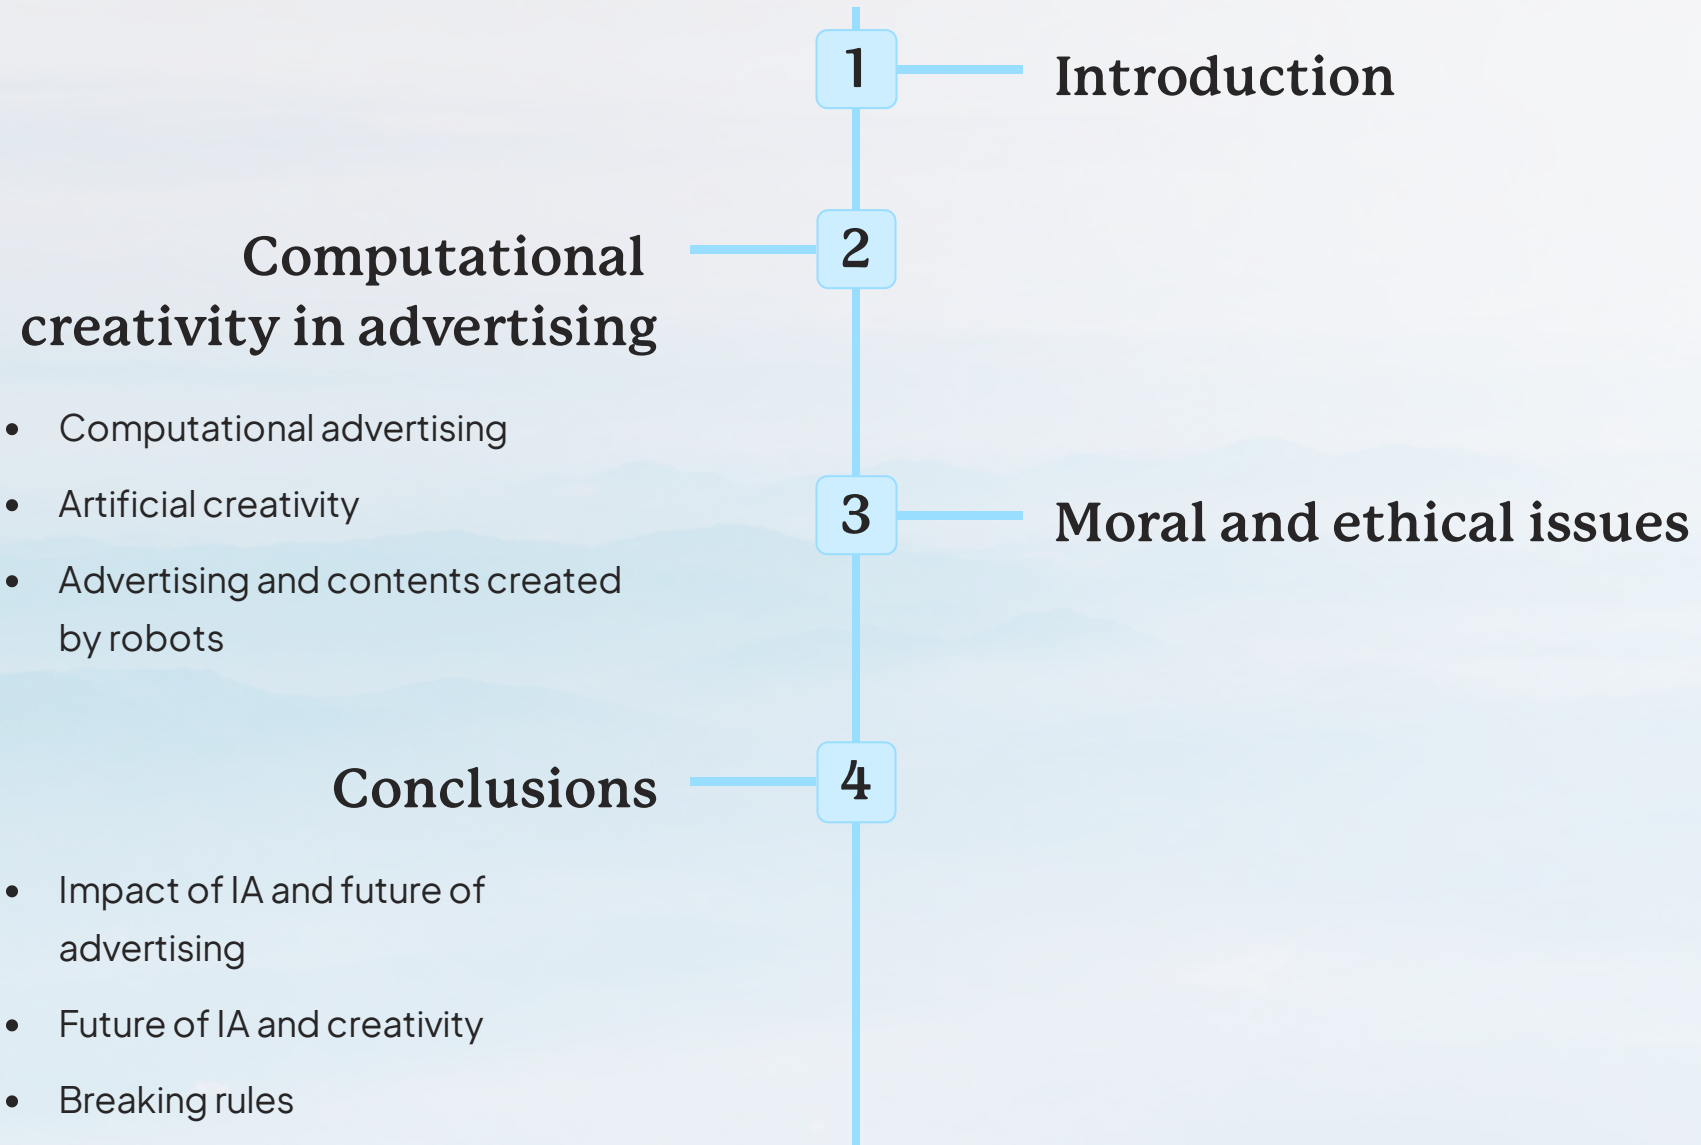 1
Introduction
2
Computational
creativity in advertising
• Computational advertising
• Artificial creativity
• Advertising and contents created
by robots
3
Moral and ethical issues
4
Conclusions
• Impact of IA and future of
advertising
• Future of IA and creativity
• Breaking rules